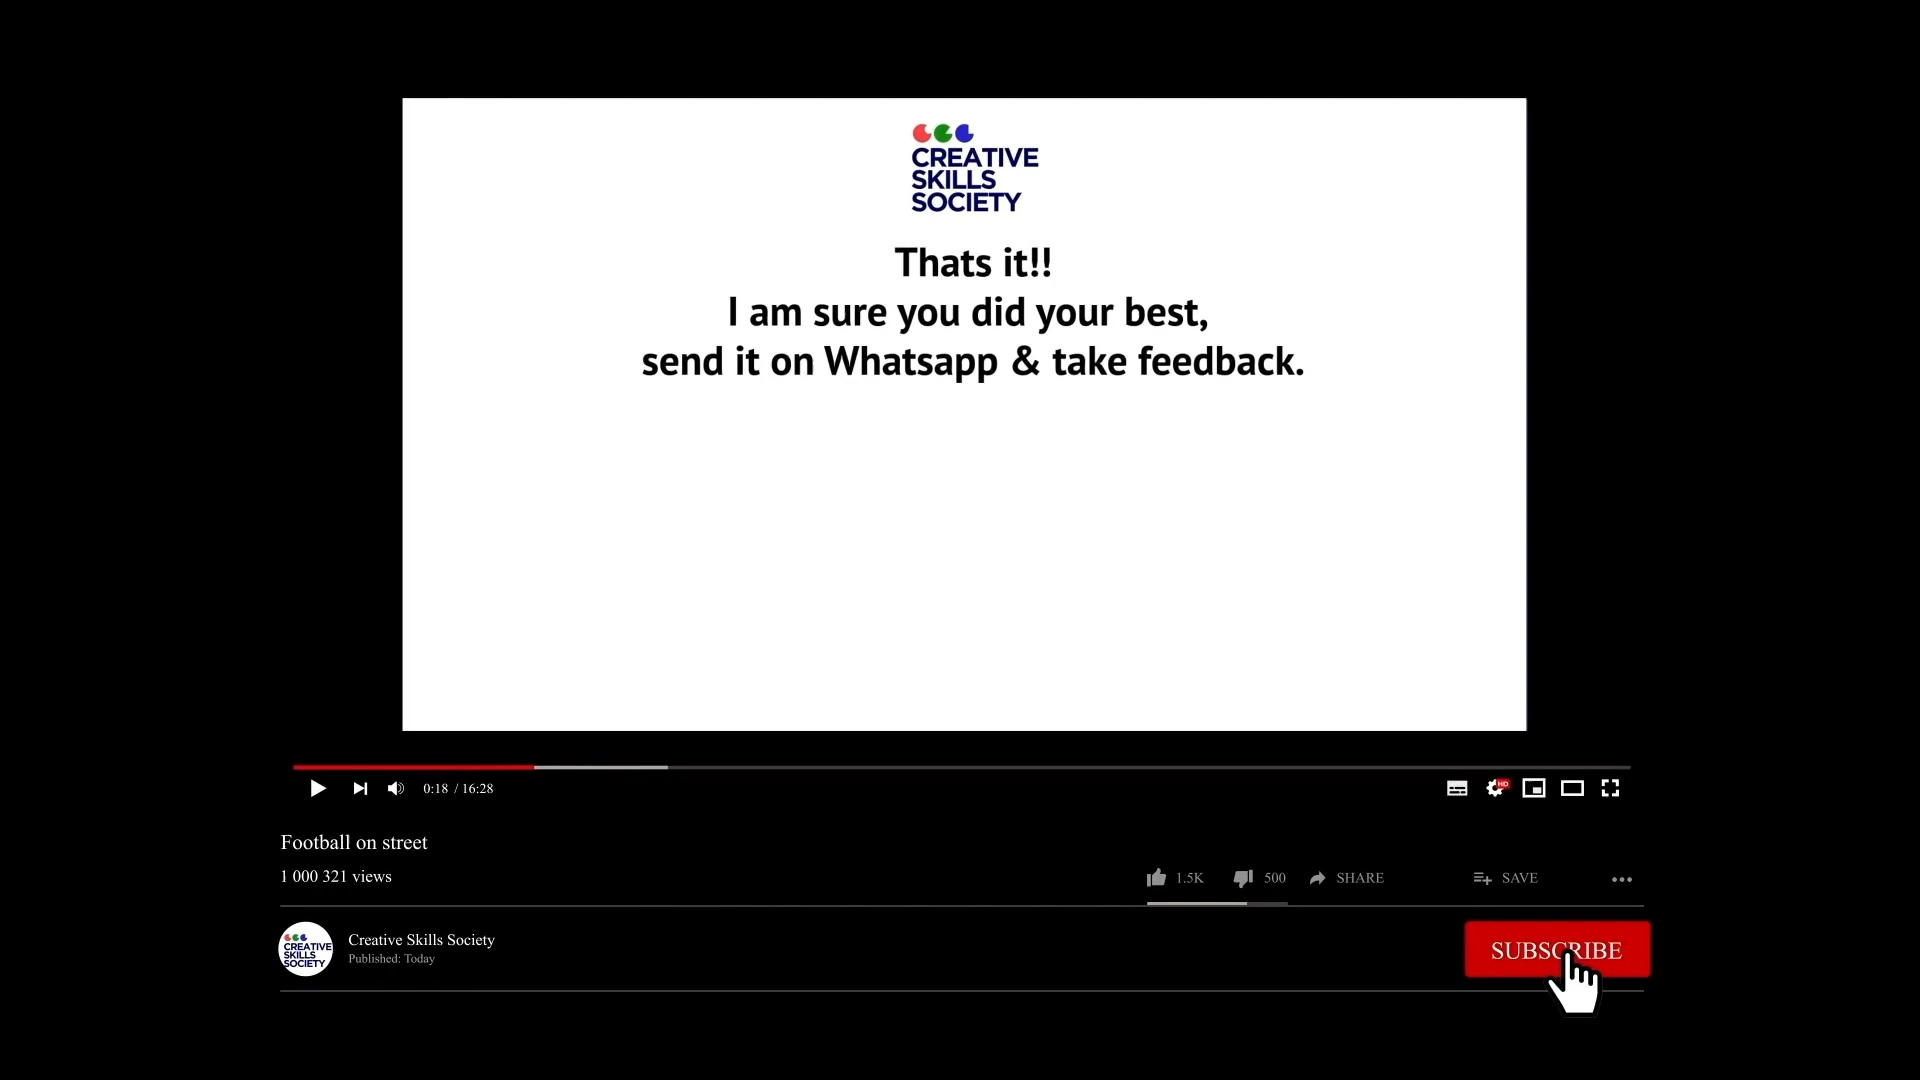 CREATIVE
SKILLS
SOCIETY
Thats it!!
I am sure you did your best,
send it on Whatsapp & take feedback.
0:18 / 16:28
HD
Football on street
1 000 321 views
1.5K
500
SHARE
SAVE
CREATIVE
SKILLS
SOCIETY
Creative Skills Society
Published: Today
SUBSCRIBE